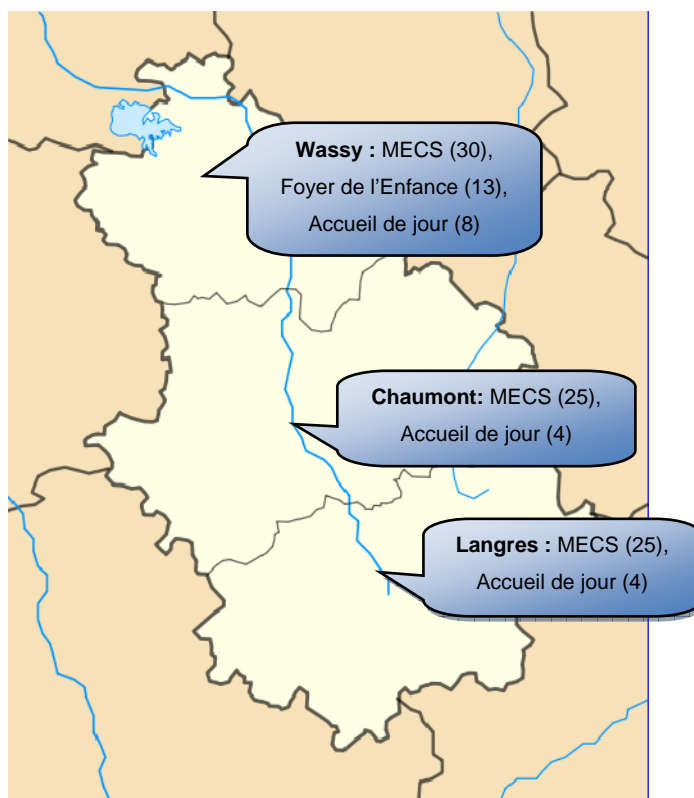 Wassy : MECS (30),
Foyer de l’Enfance (13),
Accueil de jour (8)
Chaumont: MECS (25),
Accueil de jour (4)
Langres : MECS (25),
Accueil de jour (4)